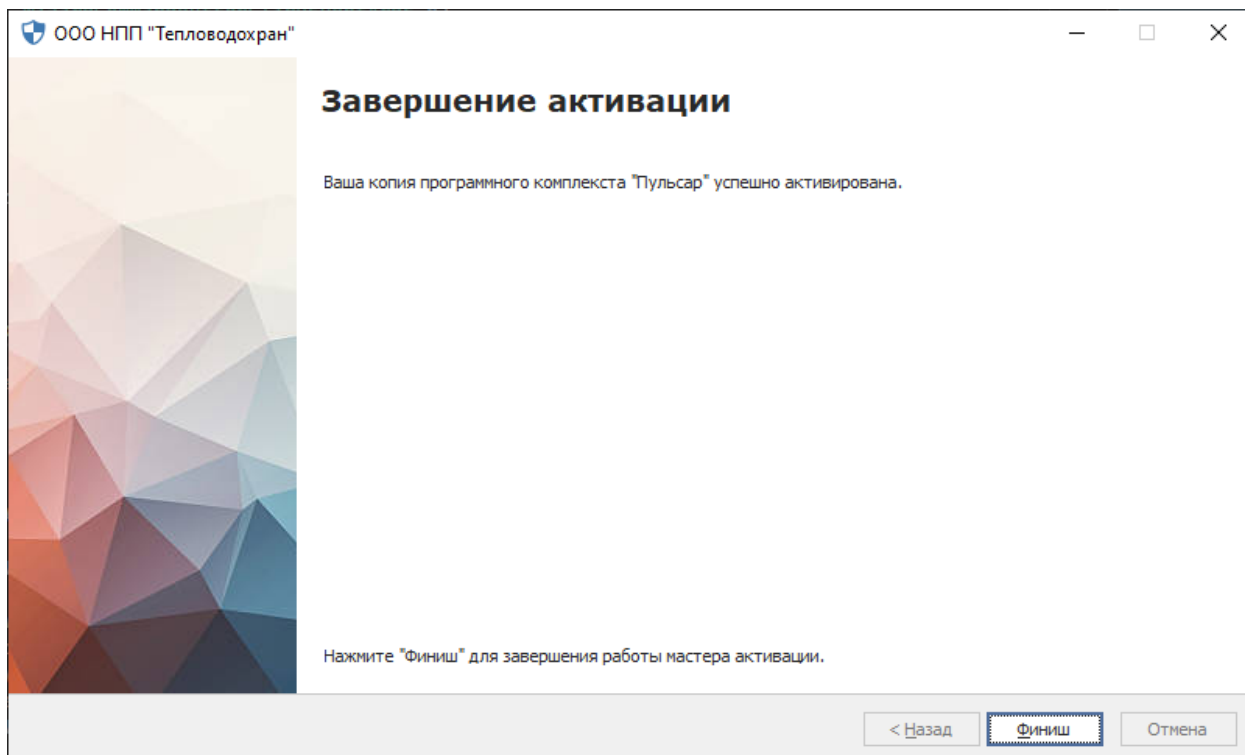 ООО НПП "Тепловодохран"
Завершение активации
Ваша копия программного комплекста "Пульсар" успешно активирована.
Нажмите "Финиш" для завершения работы мастера активации.
< Назад
Финиш
Отмена